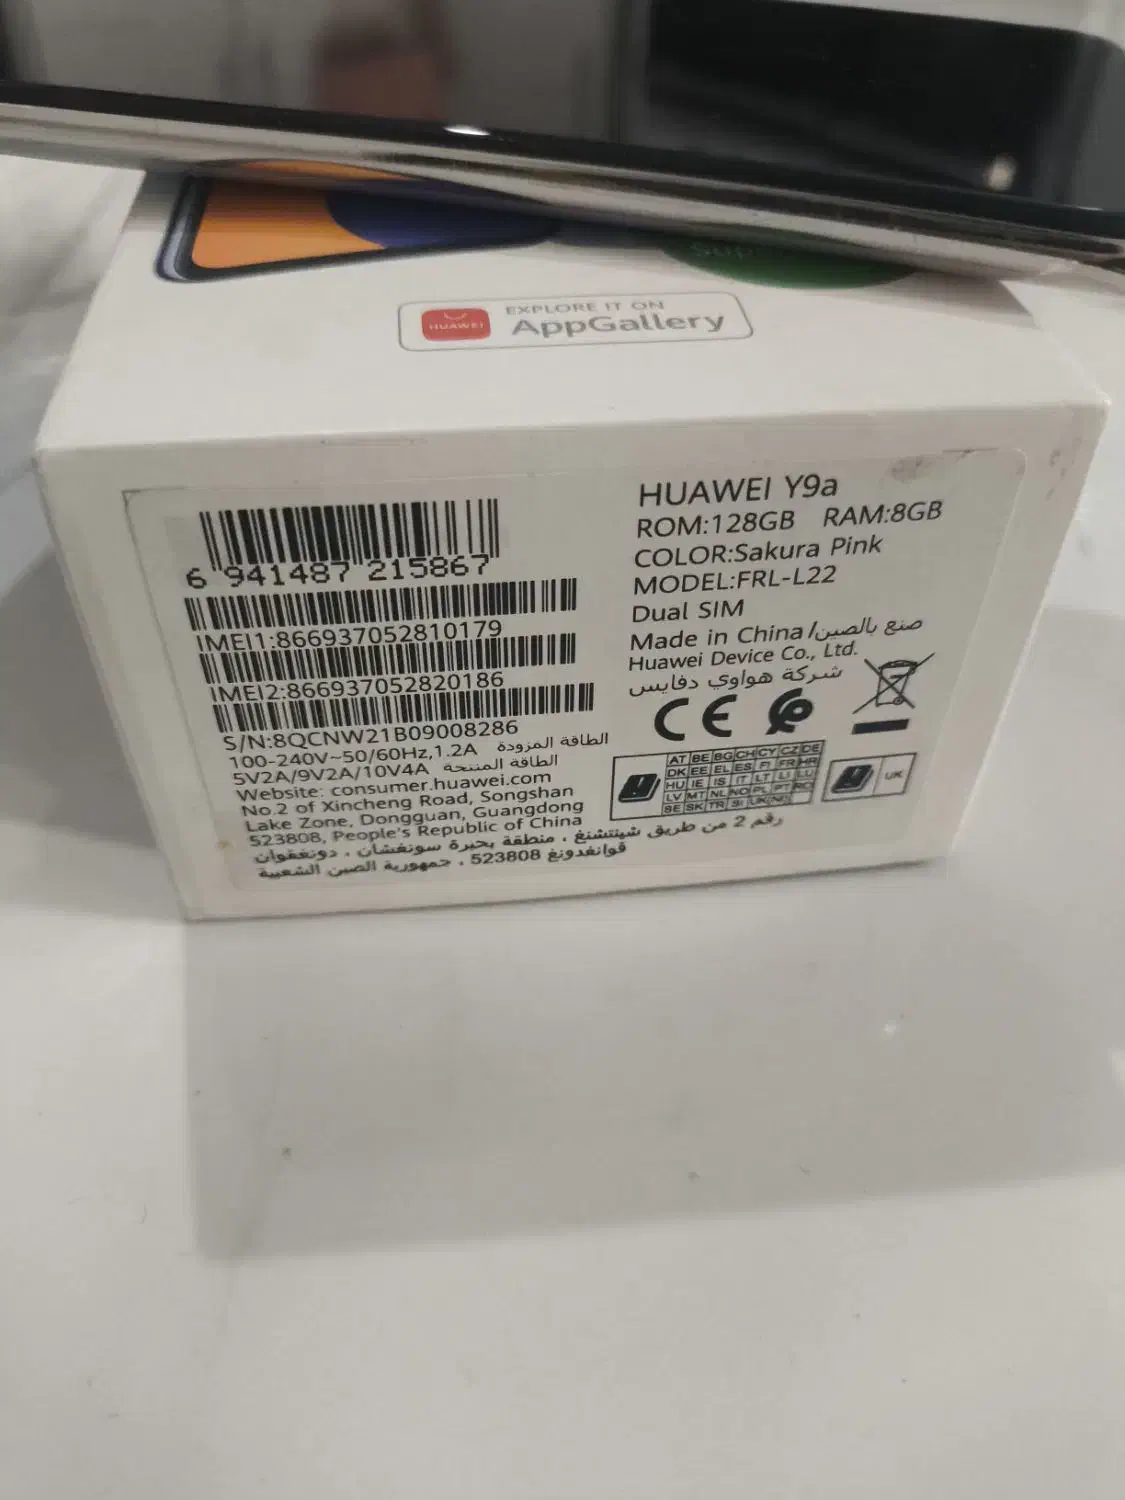 HUAWEI
EXPLORE IT ON
AppGallery
6 941487 215867
IMEI1:866937052810179
IMEI2:866937052820186
S/N:8QCNW21B09008286
100-240V~50/60Hz,1.2A الطاقة المزودة
5V2A/9V2A/10V4A الطاقة المنتجة
Website: consumer.huawei.com
No.2 of Xincheng Road, Songshan
Lake Zone, Dongguan, Guangdong
523808, People's Republic of China
رقم 2 من طريق شينتشنغ ، منطقة بحيرة سونغشان ، دونغقوان
قوانغدونغ 523808 ، جمهورية الصين الشعبية
HUAWEI Y9a
ROM:128GB RAM:8GB
COLOR:Sakura Pink
MODEL:FRL-L22
Dual SIM
Made in China/صنع بالصين
Huawei Device Co., Ltd.
شركة هواوي دفايس
CE
AT BE BG CH CY CZ DE
DK EE EL ES FI FR HR
HU IE IS IT LT LI LU
LV MT NL NO PL PT RO
SE SK TR SI UK(NI)
UK